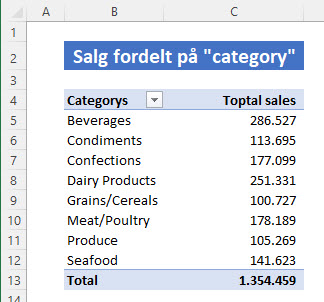 A B C
1
2 Salg fordelt på "category"
3
4 Categorys Toptal sales
5 Beverages 286.527
6 Condiments 113.695
7 Confections 177.099
8 Dairy Products 251.331
9 Grains/Cereals 100.727
10 Meat/Poultry 178.189
11 Produce 105.269
12 Seafood 141.623
13 Total 1.354.459